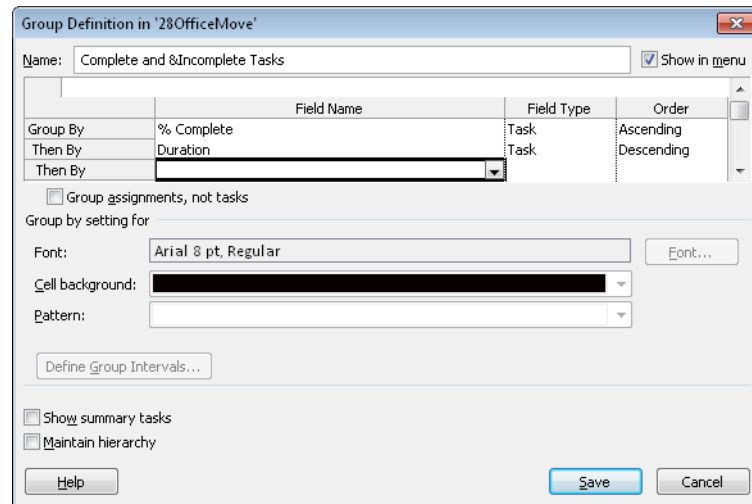 Group Definition in '28OfficeMove'
Name: Complete and &Incomplete Tasks Show in menu
Field Name Field Type Order
Group By % Complete Task Ascending
Then By Duration Task Descending
Then By
Group assignments, not tasks
Group by setting for
Font: Arial 8 pt, Regular Font...
Cell background:
Pattern:
Define Group Intervals...
Show summary tasks
Maintain hierarchy
Help Save Cancel